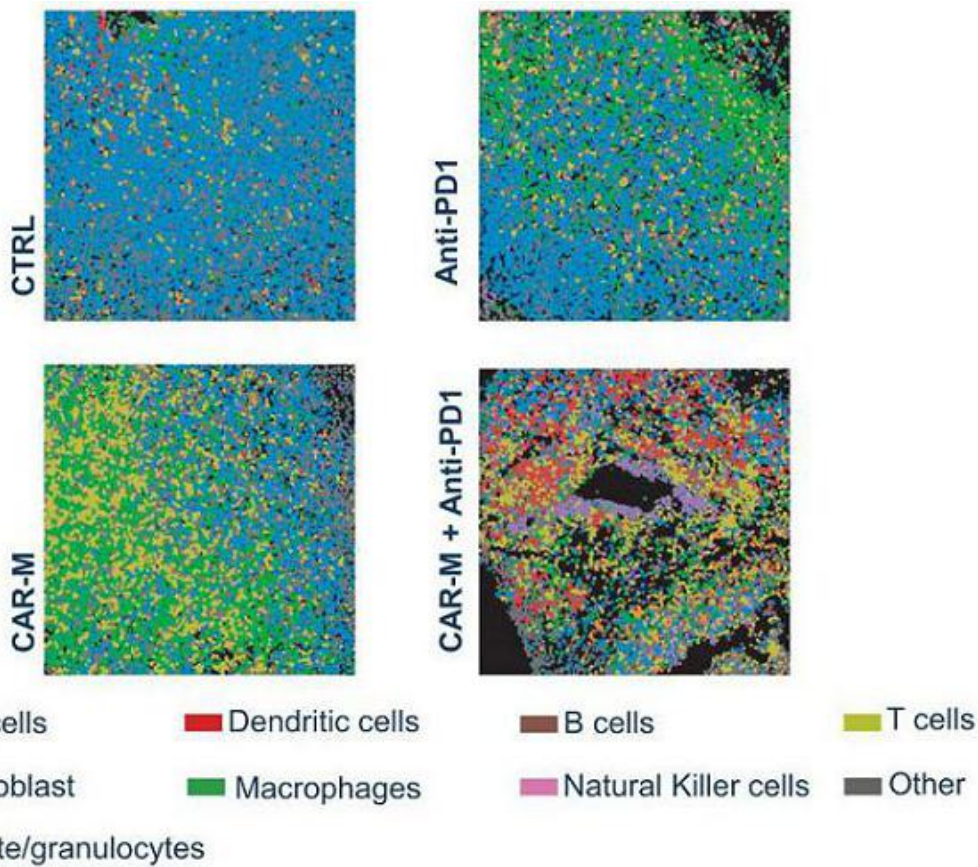 CTRL
Anti-PD1
CAR-M
CAR-M + Anti-PD1
cells
Dendritic cells
B cells
T cells
oblast
Macrophages
Natural Killer cells
Other
te/granulocytes